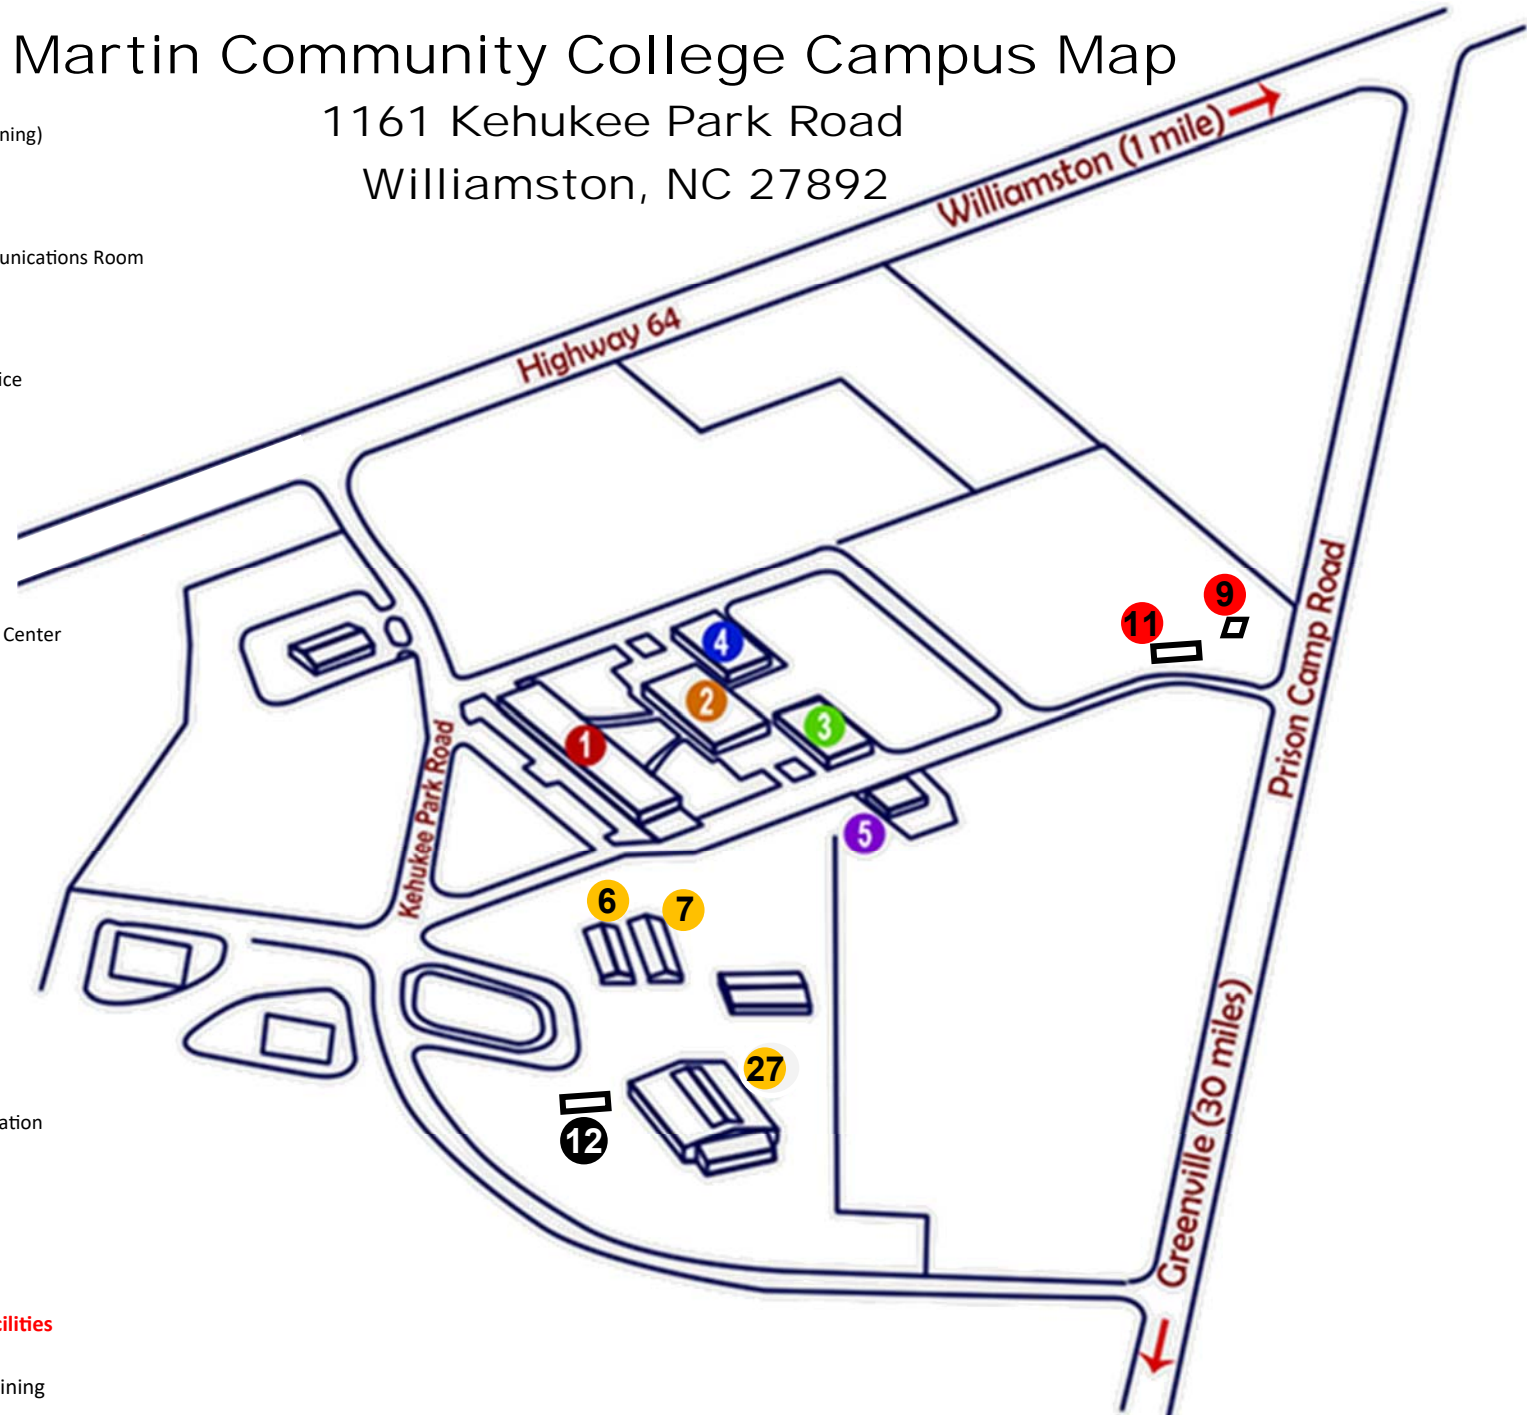 Martin Community College Campus Map
1161 Kehukee Park Road
Williamston, NC 27892
ning)
unications Room
ice
Center
ation
cilities
ining
Williamston (1 mile)
Highway 64
Prison Camp Road
Kehukee Park Road
Greenville (30 miles)
9
11
4
2
3
1
5
6
7
27
12